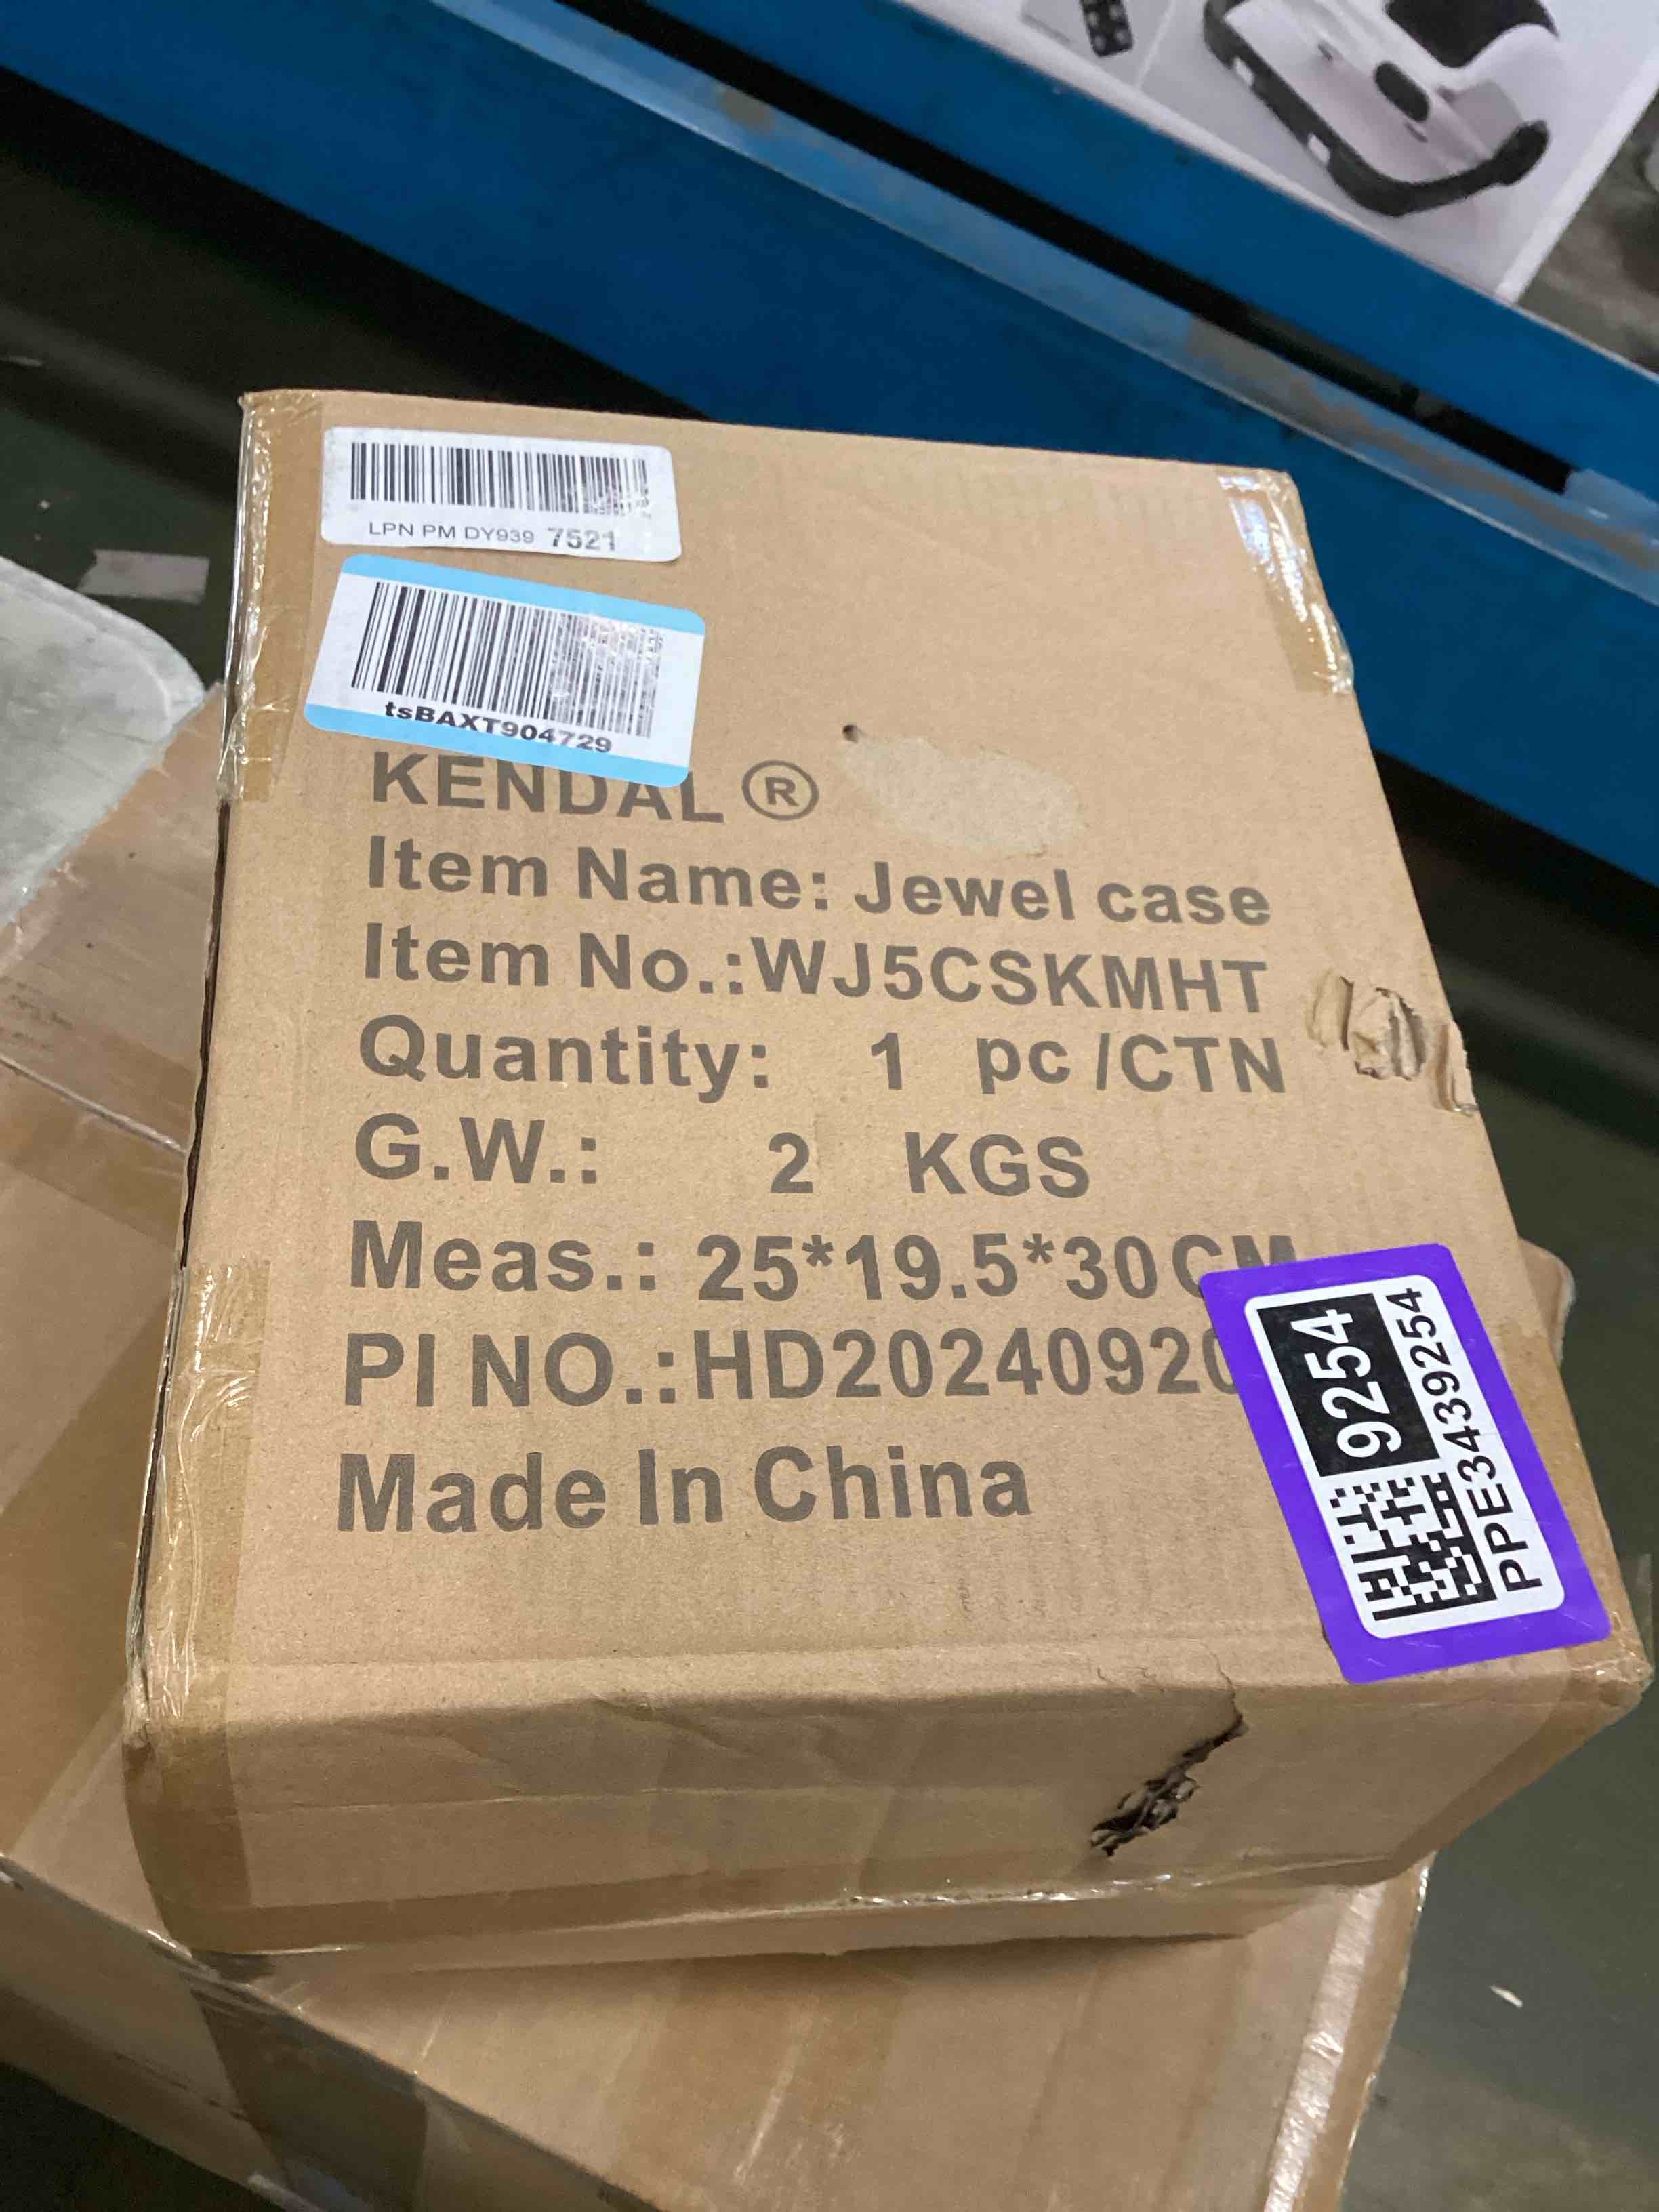 LPN PM DY939 7521
tsBAXT904729
KENDAL ®
Item Name: Jewel case
Item No.:WJ5CSKMHT
Quantity: 1 pc /CTN
G.W.: 2 KGS
Meas.: 25*19.5*30 CM
PI NO.:HD20240920
Made In China
9254
PPE3439254